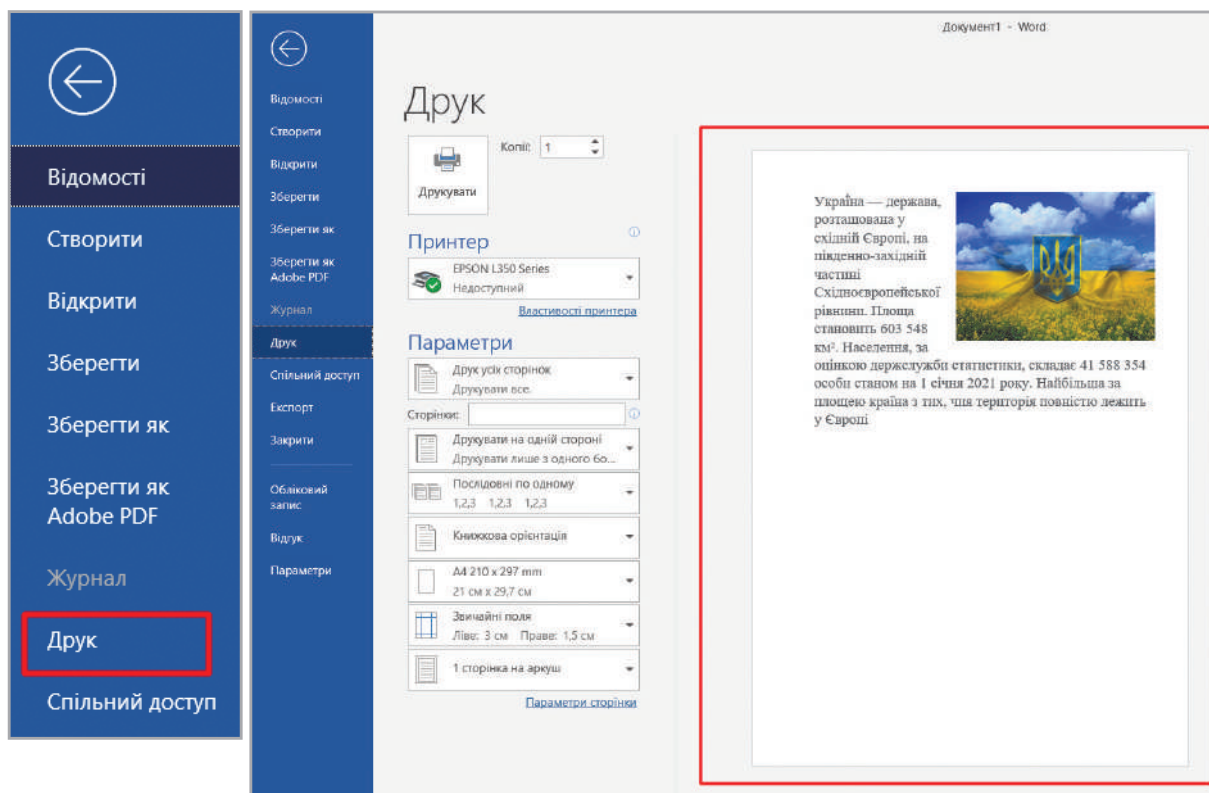 Відомості
Створити
Відкрити
Зберегти
Зберегти як
Зберегти як
Adobe PDF
Журнал
Друк
Спільний доступ
Документ1 - Word
Відомості
Створити
Відкрити
Зберегти
Зберегти як
Зберегти як
Adobe PDF
Журнал
Друк
Спільний доступ
Експорт
Закрити
Обліковий
запис
Відгук
Параметри
Друк
Копії: 1
Друкувати
Принтер
EPSON L350 Series
Недоступний
Властивості принтера
Параметри
Друк усіх сторінок
Друкувати все.
Сторінки:
Друкувати на одній стороні
Друкувати лише з одного бо...
Послідовні по одному
1,2,3 1,2,3 1,2,3
Книжкова орієнтація
A4 210 x 297 mm
21 см x 29,7 см
Звичайні поля
Ліве: 3 см Праве: 1,5 см
1 сторінка на аркуш
Параметри сторінки
Україна — держава,
розташована у
східній Європі, на
південно-західній
частині
Східноєвропейської
рівнини. Площа
становить 603 548
км². Населення, за
оцінкою держслужби статистики, складає 41 588 354
особи станом на 1 січня 2021 року. Найбільша за
площею країна з тих, чия територія повністю лежить
у Європі